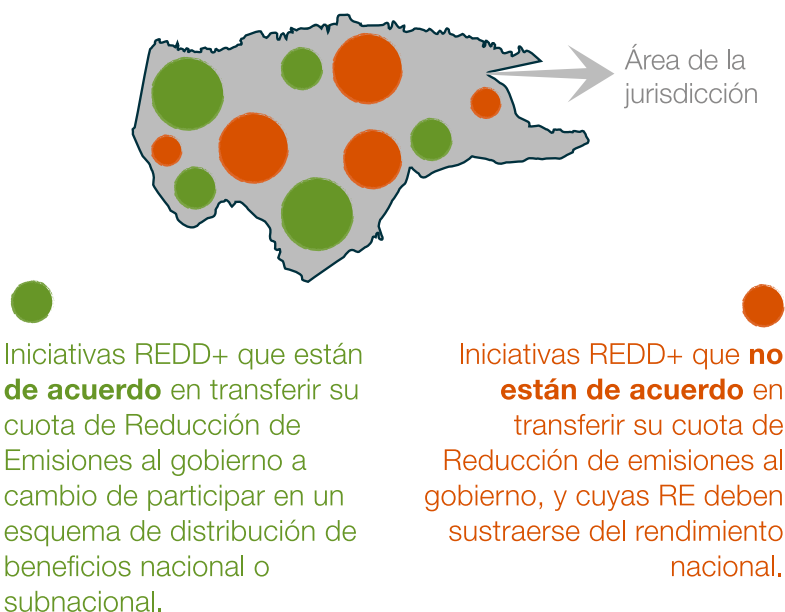 Área de la
jurisdicción
Iniciativas REDD+ que están
de acuerdo en transferir su
cuota de Reducción de
Emisiones al gobierno a
cambio de participar en un
esquema de distribución de
beneficios nacional o
subnacional.
Iniciativas REDD+ que no
están de acuerdo en
transferir su cuota de
Reducción de emisiones al
gobierno, y cuyas RE deben
sustraerse del rendimiento
nacional.